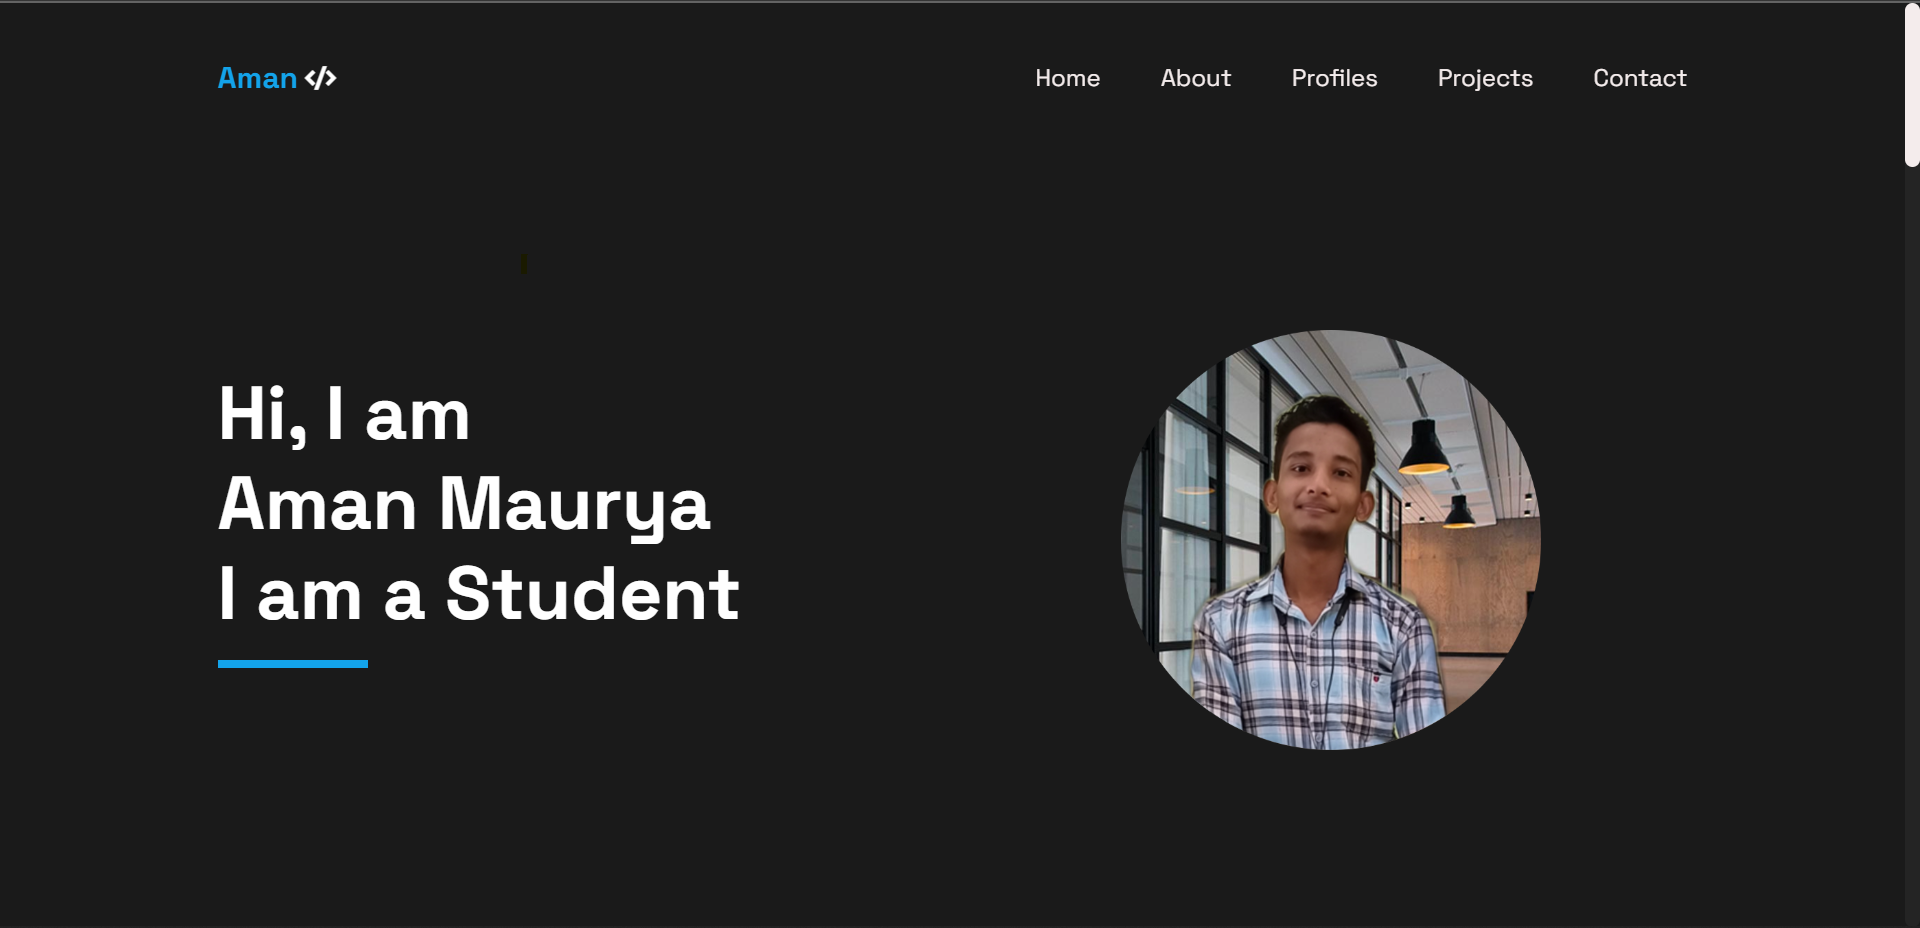 Aman </>
Home About Profiles Projects Contact
Hi, I am
Aman Maurya
I am a Student